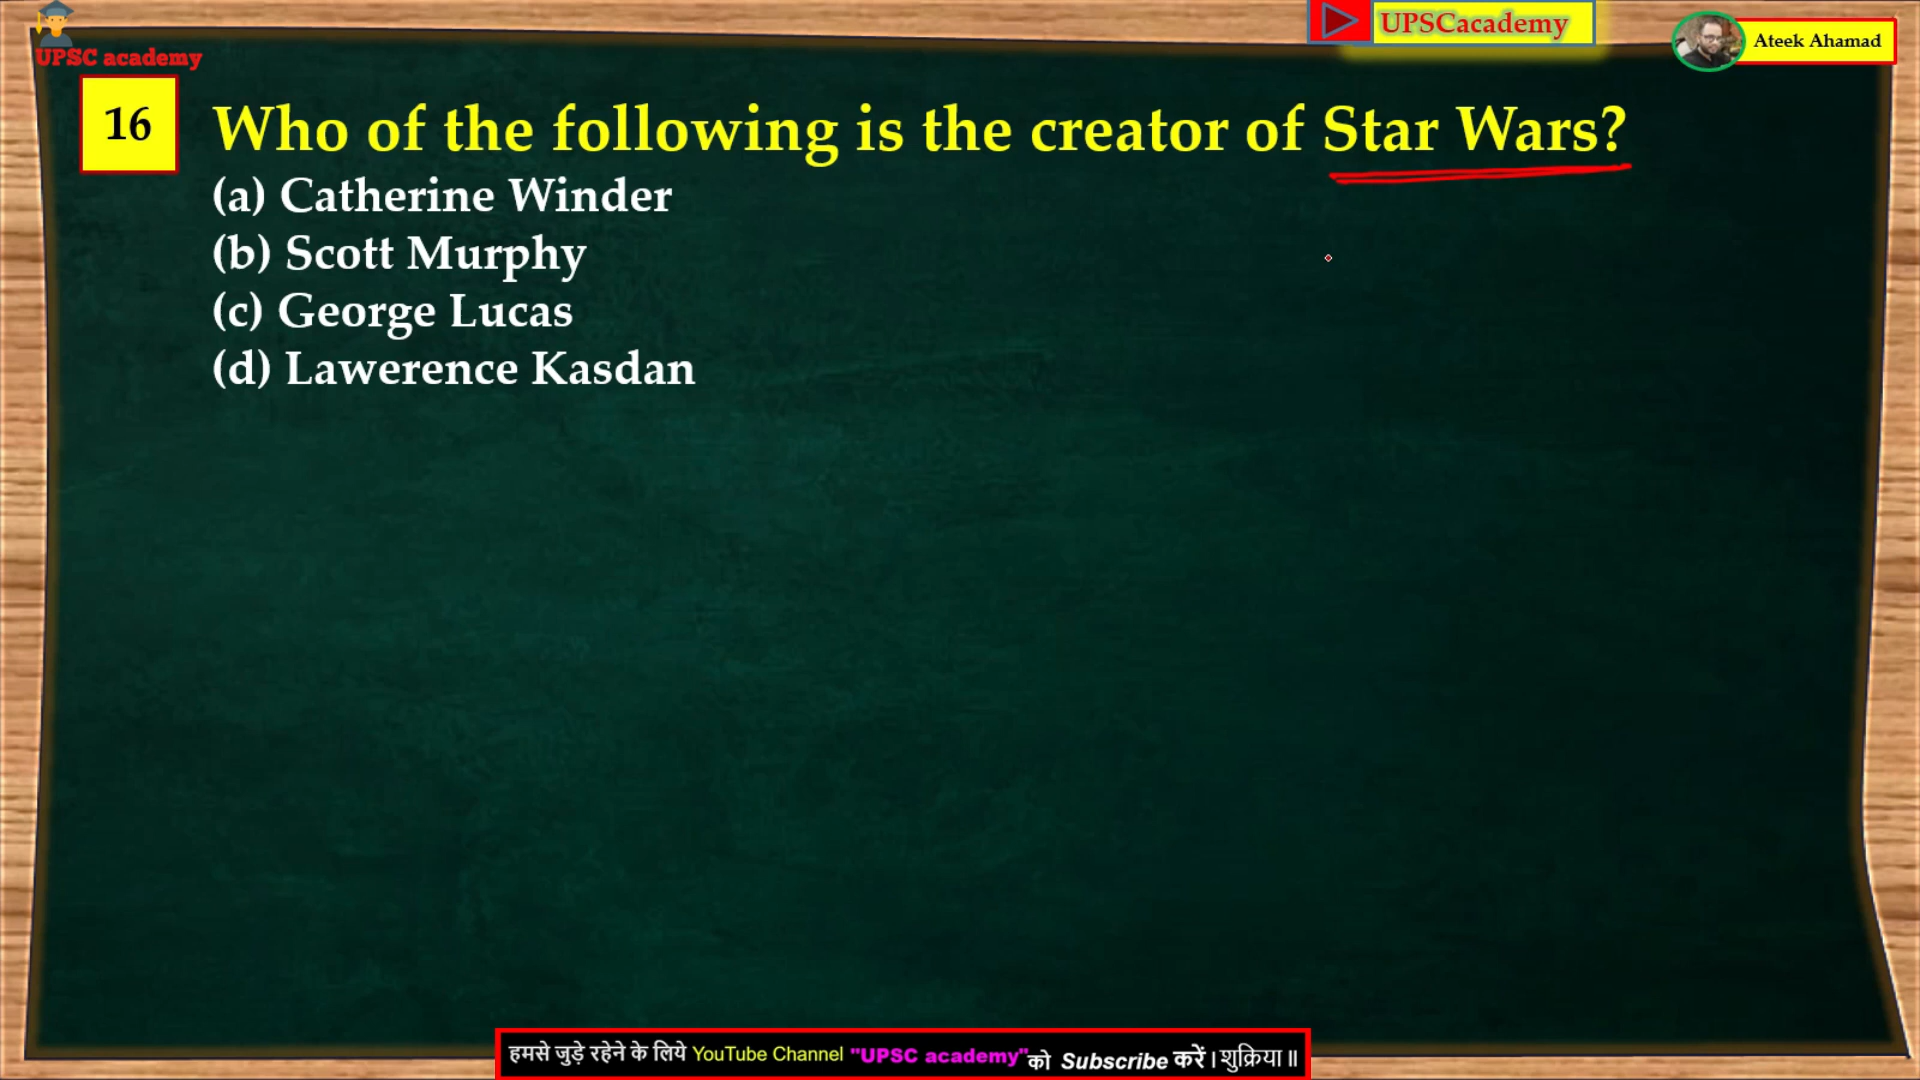 UPSC academy
UPSCacademy
Ateek Ahamad
16
Who of the following is the creator of Star Wars?
(a) Catherine Winder
(b) Scott Murphy
(c) George Lucas
(d) Lawerence Kasdan
हमसे जुड़े रहेने के लिये YouTube Channel "UPSC academy"को Subscribe करें। शुक्रिया॥